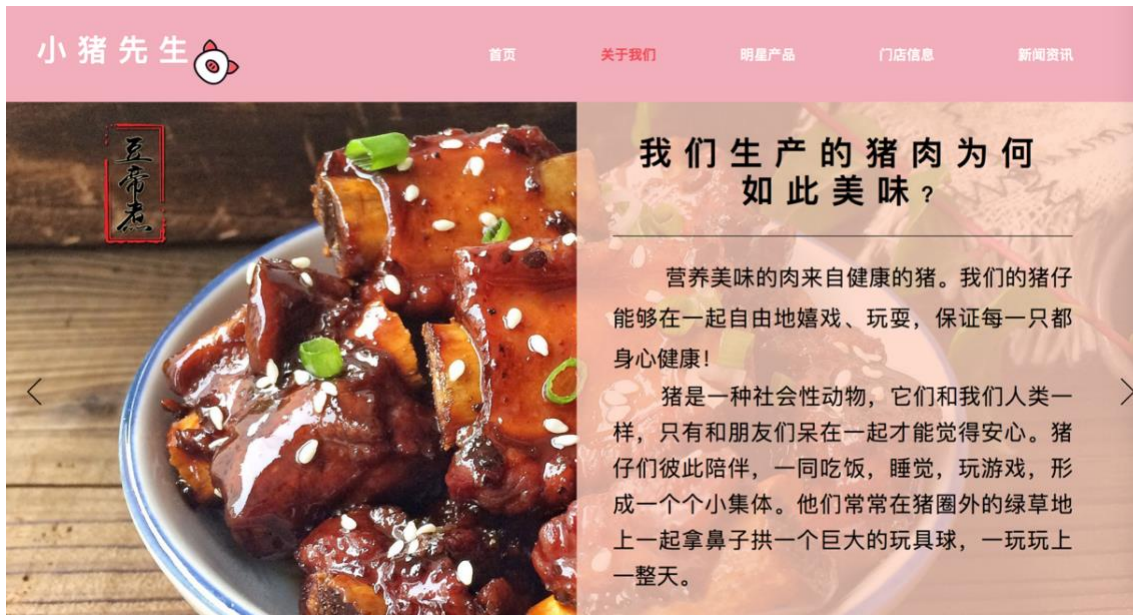 小猪先生
首页 关于我们 明星产品 门店信息 新闻资讯
豆帝煮
我们生产的猪肉为何
如此美味?
营养美味的肉来自健康的猪。我们的猪仔
能够在一起自由地嬉戏、玩耍，保证每一只都
身心健康！
猪是一种社会性动物，它们和我们人类一
样，只有和朋友们呆在一起才能觉得安心。猪
仔们彼此陪伴，一同吃饭，睡觉，玩游戏，形
成一个个小集体。他们常常在猪圈外的绿草地
上一起拿鼻子拱一个巨大的玩具球，一玩玩上
一整天。